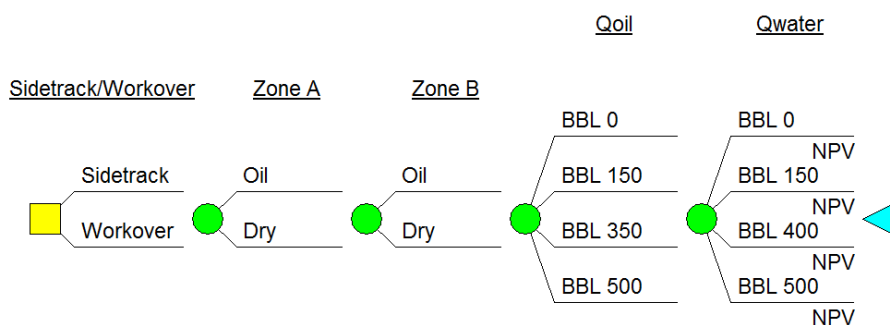 Qoil Qwater
Sidetrack/Workover Zone A Zone B
BBL 0 BBL 0
NPV
Sidetrack Oil Oil BBL 150 BBL 150
NPV
Workover Dry Dry BBL 350 BBL 400
NPV
BBL 500 BBL 500
NPV